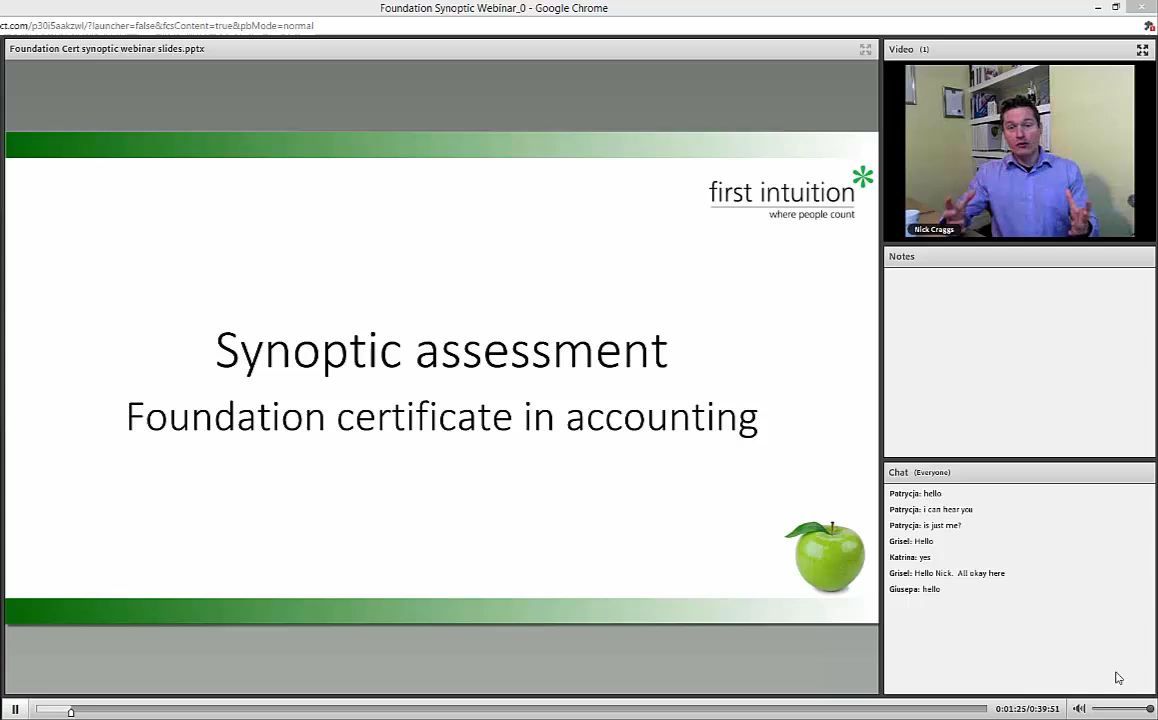 Foundation Synoptic Webinar_0 - Google Chrome
ct.com/p30i5aakzwl/?launcher=false&fcsContent=true&pbMode=normal
Foundation Cert synoptic webinar slides.pptx
first intuition
where people count
Synoptic assessment
Foundation certificate in accounting
Video (1)
Nick Craggs
Notes
Chat (Everyone)
Patrycja: hello
Patrycja: i can hear you
Patrycja: is just me?
Grisel: Hello
Katrina: yes
Grisel: Hello Nick. All okay here
Giusepa: hello
0:01:25/0:39:51